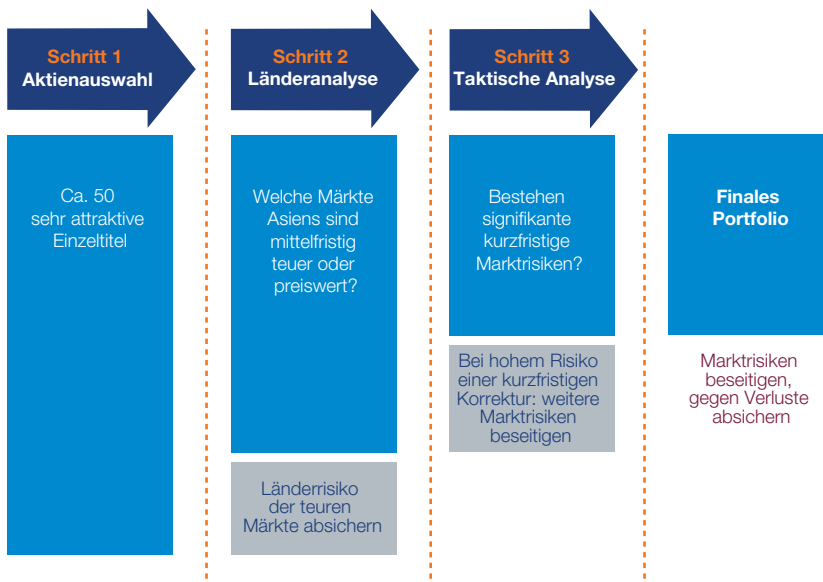 Schritt 1
Aktienauswahl
Ca. 50
sehr attraktive
Einzeltitel
Schritt 2
Länderanalyse
Welche Märkte
Asiens sind
mittelfristig
teuer oder
preiswert?
Länderrisiko
der teuren
Märkte absichern
Schritt 3
Taktische Analyse
Bestehen
signifikante
kurzfristige
Marktrisiken?
Bei hohem Risiko
einer kurzfristigen
Korrektur: weitere
Marktrisiken
beseitigen
Finales
Portfolio
Marktrisiken
beseitigen,
gegen Verluste
absichern